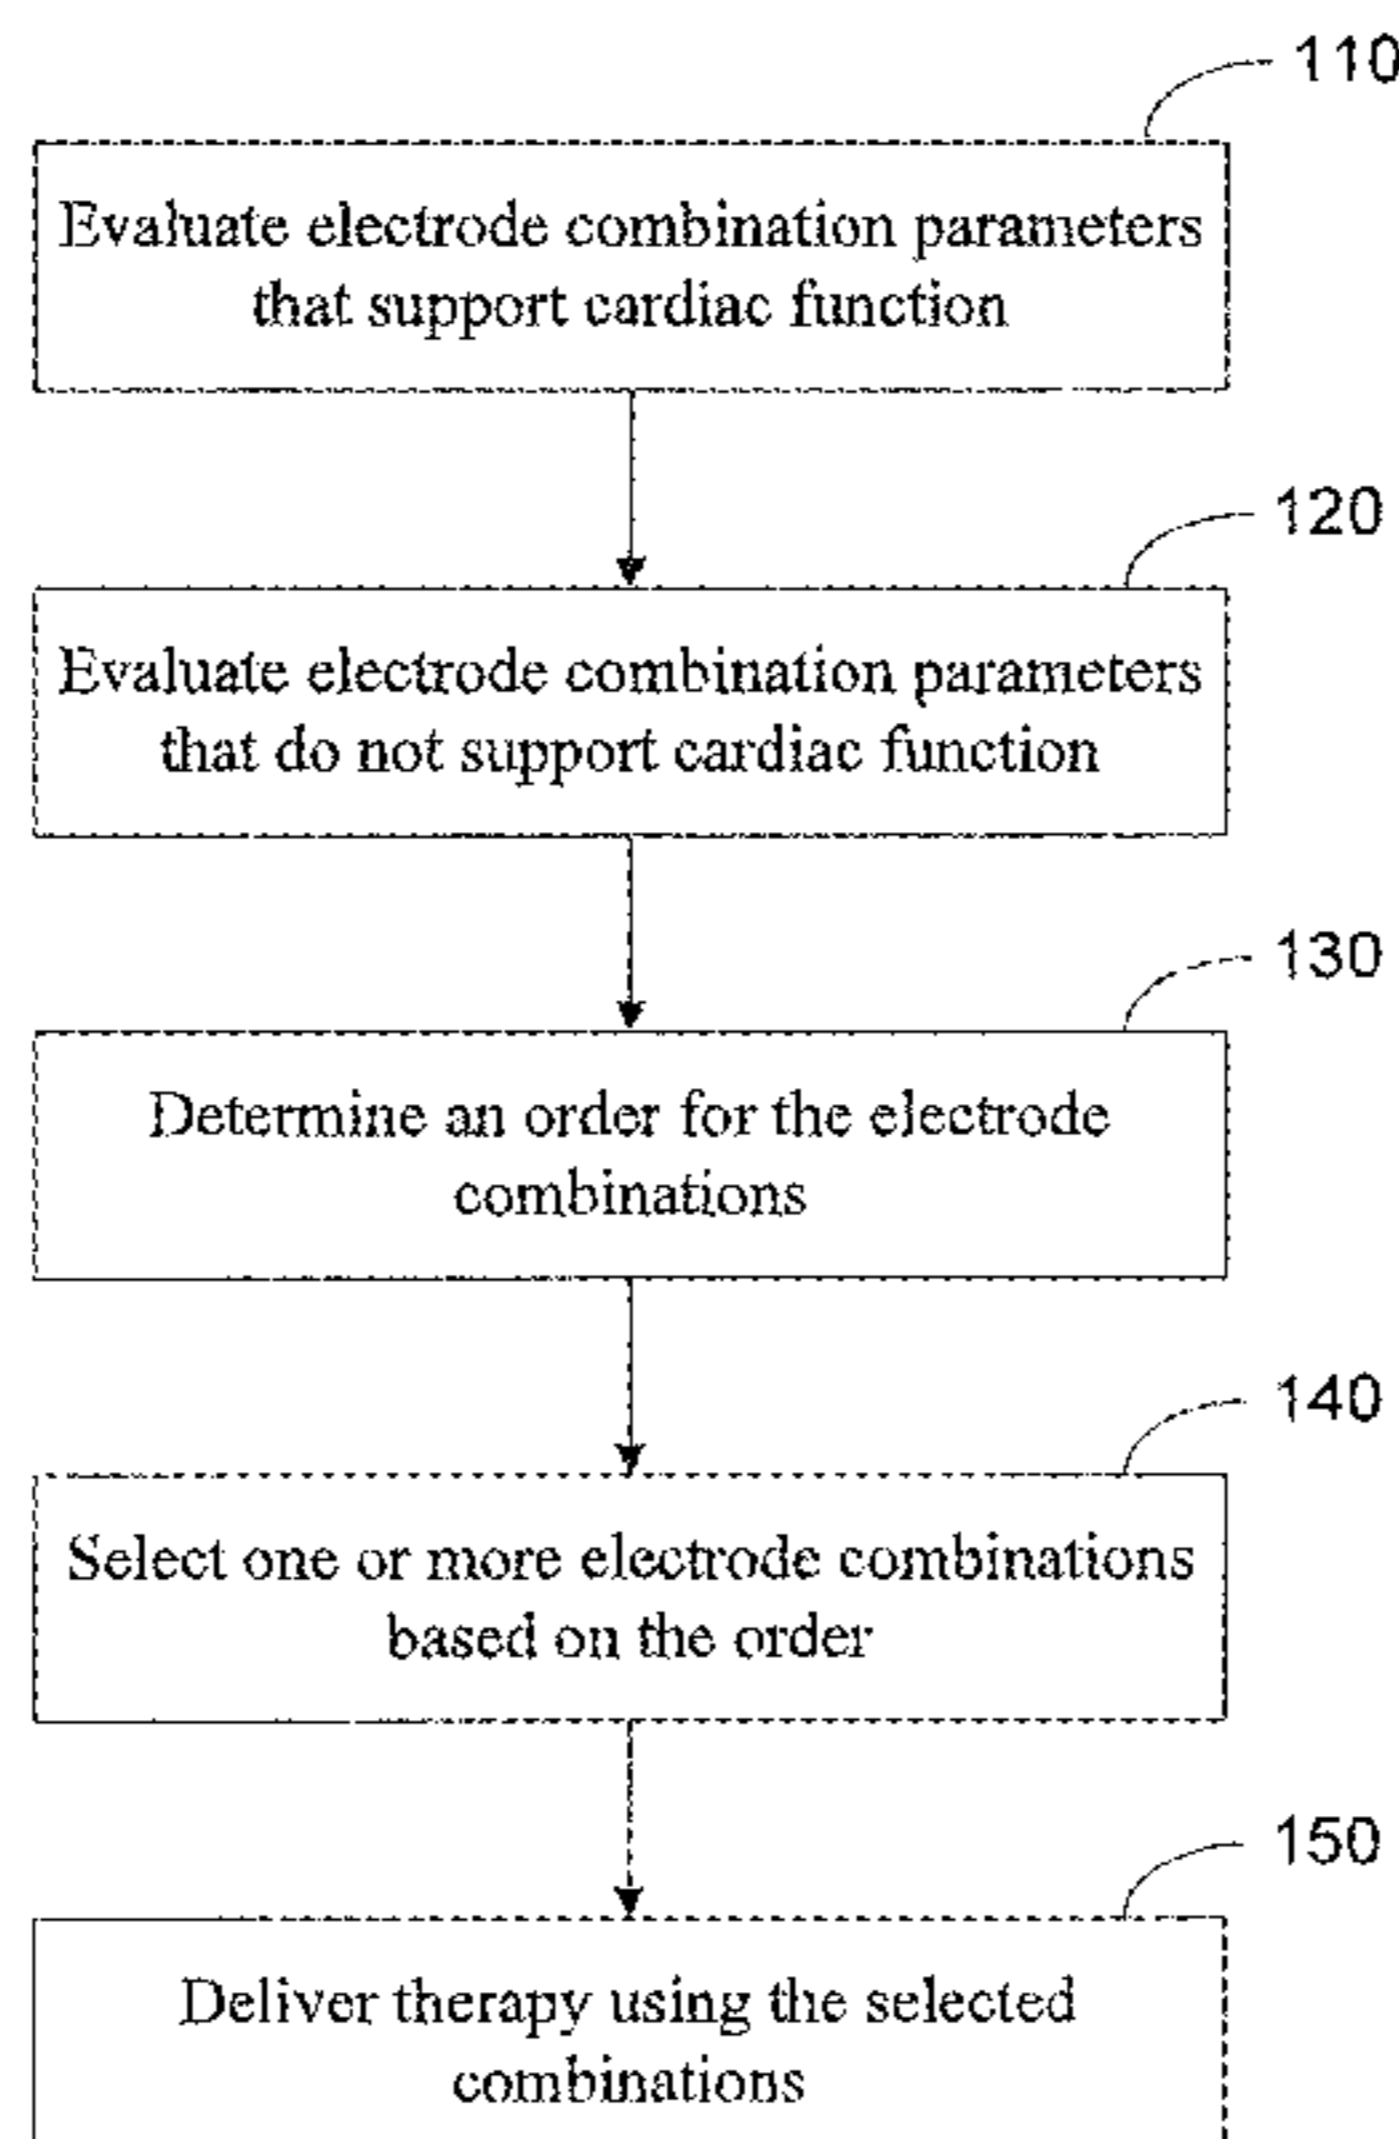 110
Evaluate electrode combination parameters
that support cardiac function
120
Evaluate electrode combination parameters
that do not support cardiac function
130
Determine an order for the electrode
combinations
140
Select one or more electrode combinations
based on the order
150
Deliver therapy using the selected
combinations